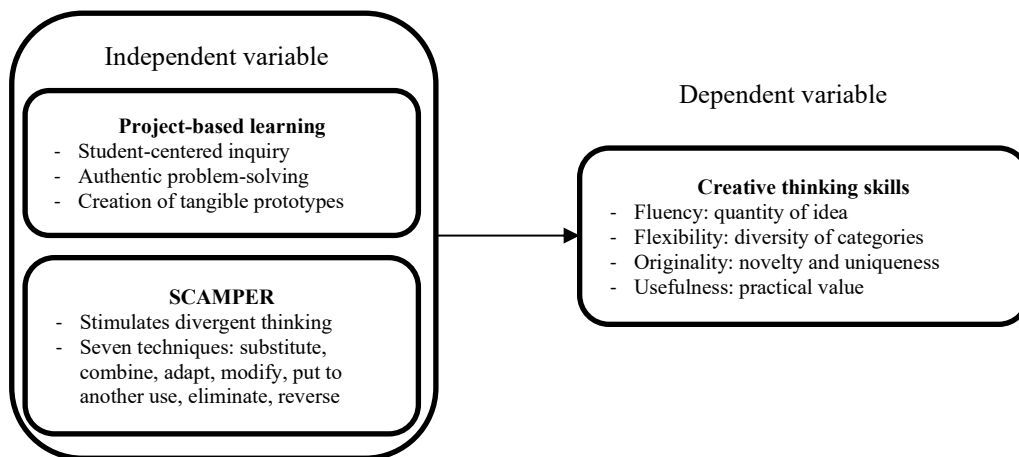 Independent variable
Project-based learning
- Student-centered inquiry
- Authentic problem-solving
- Creation of tangible prototypes
SCAMPER
- Stimulates divergent thinking
- Seven techniques: substitute,
combine, adapt, modify, put to
another use, eliminate, reverse
Dependent variable
Creative thinking skills
- Fluency: quantity of idea
- Flexibility: diversity of categories
- Originality: novelty and uniqueness
- Usefulness: practical value